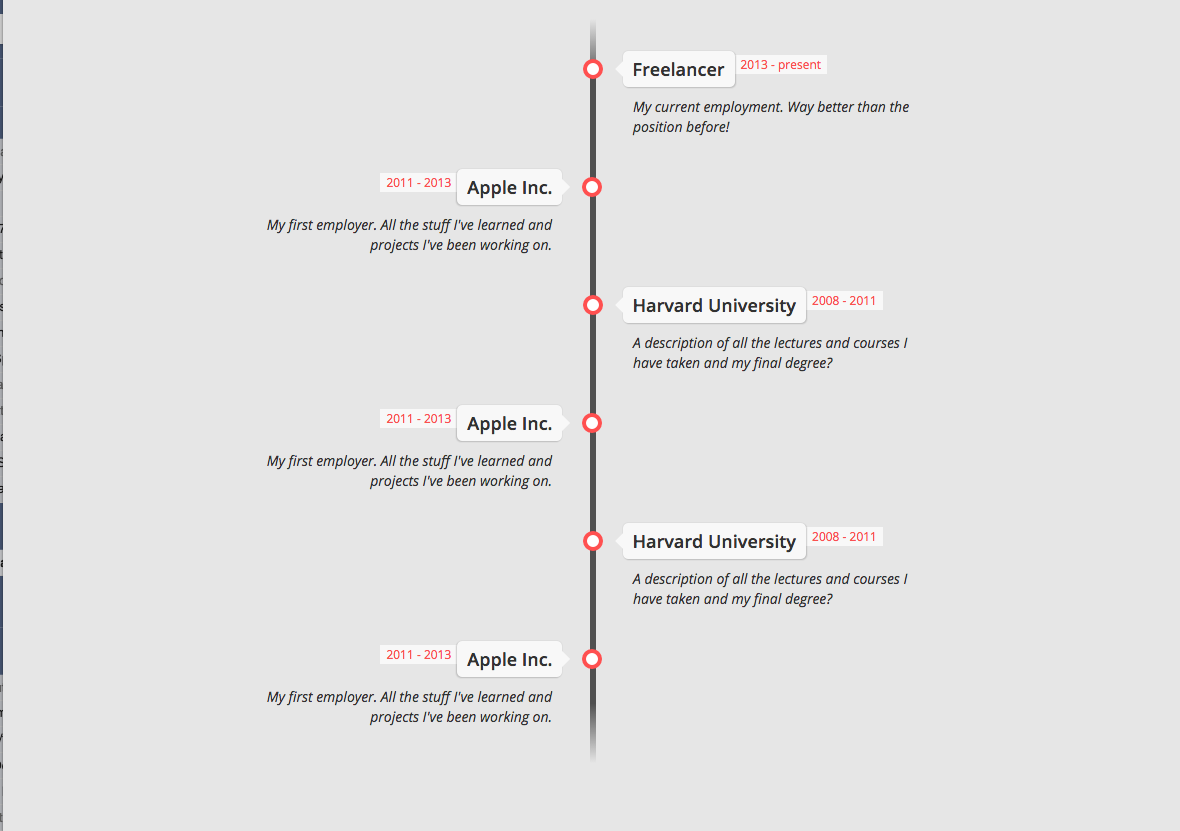 Freelancer 2013 - present
My current employment. Way better than the
position before!
2011 - 2013 Apple Inc.
My first employer. All the stuff I've learned and
projects I've been working on.
Harvard University 2008 - 2011
A description of all the lectures and courses I
have taken and my final degree?
2011 - 2013 Apple Inc.
My first employer. All the stuff I've learned and
projects I've been working on.
Harvard University 2008 - 2011
A description of all the lectures and courses I
have taken and my final degree?
2011 - 2013 Apple Inc.
My first employer. All the stuff I've learned and
projects I've been working on.